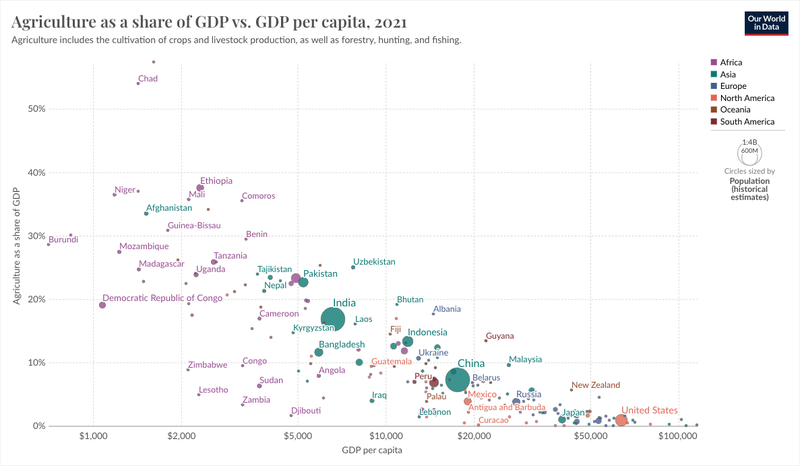 Agriculture as a share of GDP vs. GDP per capita, 2021
Agriculture includes the cultivation of crops and livestock production, as well as forestry, hunting, and fishing.
Our World
in Data
Africa
Asia
Europe
North America
Oceania
South America
1:4B
600M
Circles sized by
Population
(historical
estimates)
Agriculture as a share of GDP
50%
40%
30%
20%
10%
0%
Chad
Ethiopia
Niger
Mali
Comoros
Afghanistan
Guinea-Bissau
Burundi
Benin
Mozambique
Madagascar
Tanzania
Uganda
Tajikistan
Uzbekistan
Pakistan
Nepal
Democratic Republic of Congo
India
Bhutan
Albania
Cameroon
Laos
Kyrgyzstan
Fiji
Indonesia
Guyana
Bangladesh
Ukraine
Zimbabwe
Congo
Angola
Guatemala
China
Malaysia
Lesotho
Sudan
Peru
Belarus
New Zealand
Zambia
Iraq
Palau
Mexico
Russia
Djibouti
Lebanon
Antigua and Barbuda
Japan
United States
Curacao
$1,000
$2,000
$5,000
$10,000
$20,000
$50,000
$100,000
GDP per capita